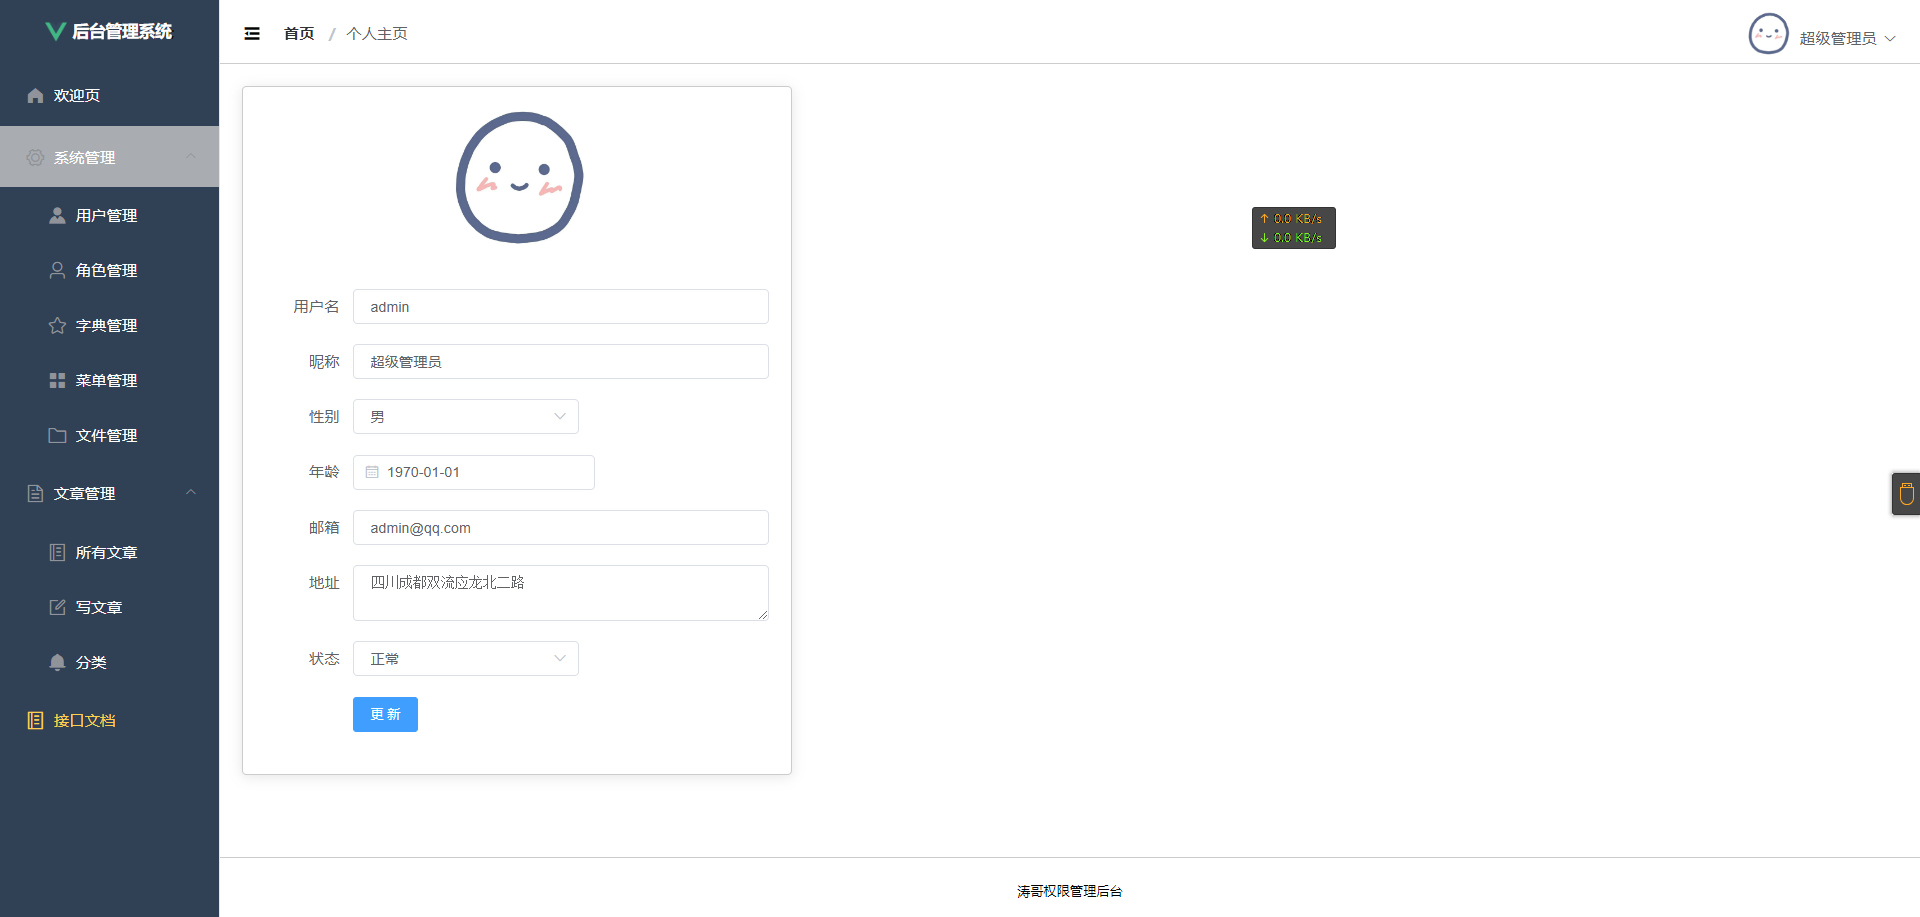 后台管理系统
首页 / 个人主页
超级管理员
欢迎页
系统管理
用户管理
角色管理
字典管理
菜单管理
文件管理
文章管理
所有文章
写文章
分类
接口文档
用户名 admin
昵称 超级管理员
性别 男
年龄 1970-01-01
邮箱 admin@qq.com
地址 四川成都双流应龙北二路
状态 正常
更新
↑ 0.0 KB/s
↓ 0.0 KB/s
涛哥权限管理后台